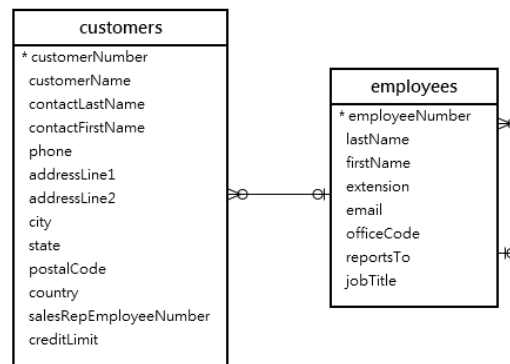 customers
* customerNumber
customerName
contactLastName
contactFirstName
phone
addressLine1
addressLine2
city
state
postalCode
country
salesRepEmployeeNumber
creditLimit
employees
* employeeNumber
lastName
firstName
extension
email
officeCode
reportsTo
jobTitle